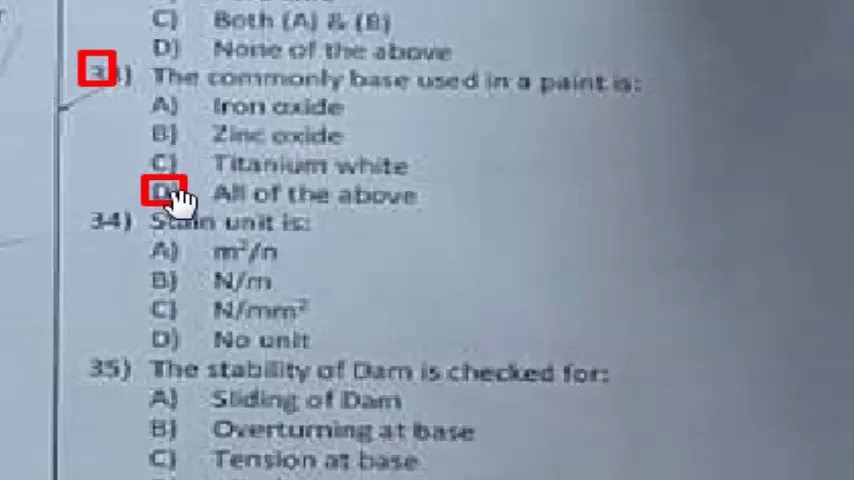 C) Both (A) & (B)
D) None of the above
33) The commonly base used in a paint is:
A) Iron oxide
B) Zinc oxide
C) Titanium white
D) All of the above
34) Stain unit is:
A) m²/n
B) N/m
C) N/mm²
D) No unit
35) The stability of Dam is checked for:
A) Sliding of Dam
B) Overturning at base
C) Tension at base